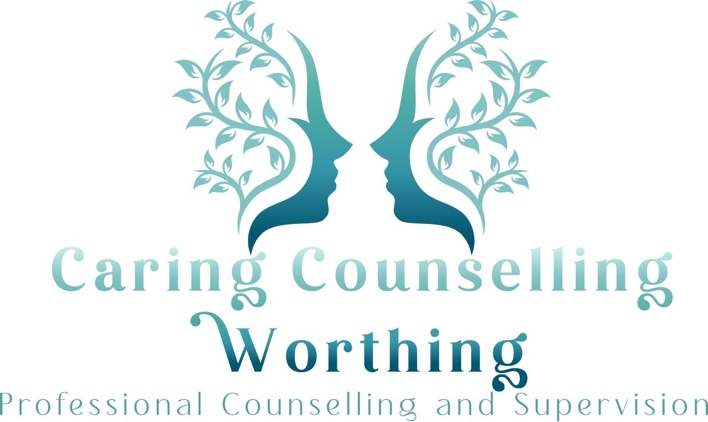 Caring Counselling
Worthing
Professional Counselling and Supervision